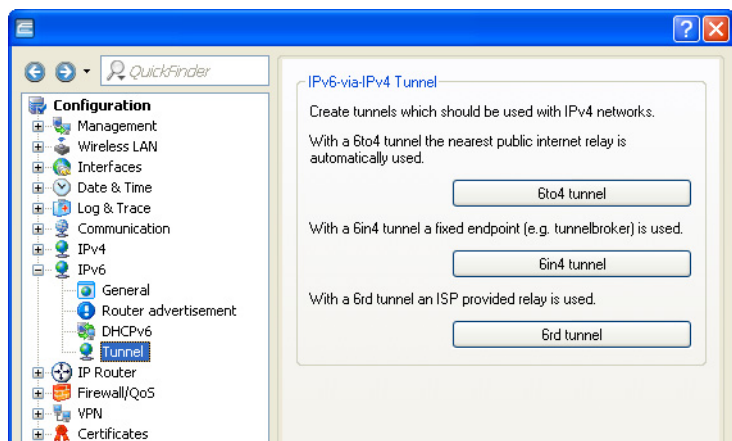 QuickFinder
Configuration
Management
Wireless LAN
Interfaces
Date & Time
Log & Trace
Communication
IPv4
IPv6
General
Router advertisement
DHCPv6
Tunnel
IP Router
Firewall/QoS
VPN
Certificates
IPv6-via-IPv4 Tunnel
Create tunnels which should be used with IPv4 networks.
With a 6to4 tunnel the nearest public internet relay is
automatically used.
6to4 tunnel
With a 6in4 tunnel a fixed endpoint (e.g. tunnelbroker) is used.
6in4 tunnel
With a 6rd tunnel an ISP provided relay is used.
6rd tunnel